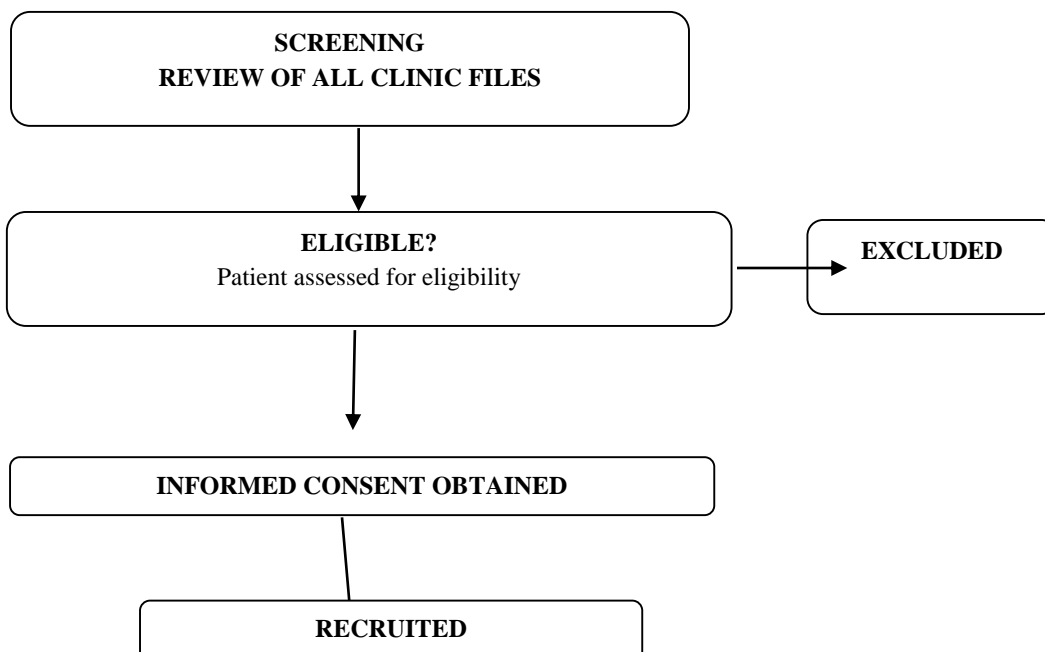 SCREENING
REVIEW OF ALL CLINIC FILES
ELIGIBLE?
Patient assessed for eligibility
EXCLUDED
INFORMED CONSENT OBTAINED
RECRUITED